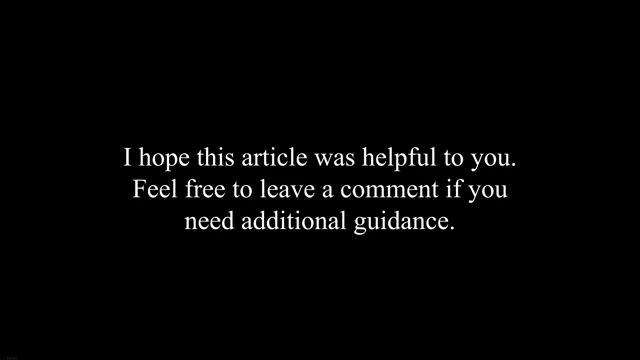 I hope this article was helpful to you.
Feel free to leave a comment if you
need additional guidance.